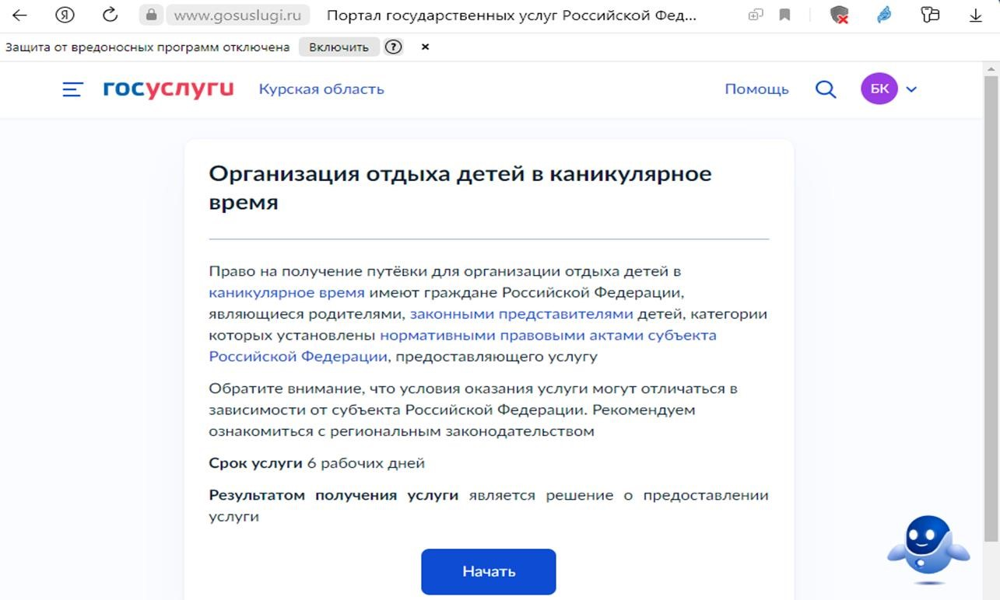 www.gosuslugi.ru Портал государственных услуг Российской Фед...
Защита от вредоносных программ отключена Включить ?
госуслуги Курская область Помощь БК
Организация отдыха детей в каникулярное
время
Право на получение путёвки для организации отдыха детей в
каникулярное время имеют граждане Российской Федерации,
являющиеся родителями, законными представителями детей, категории
которых установлены нормативными правовыми актами субъекта
Российской Федерации, предоставляющего услугу
Обратите внимание, что условия оказания услуги могут отличаться в
зависимости от субъекта Российской Федерации. Рекомендуем
ознакомиться с региональным законодательством
Срок услуги 6 рабочих дней
Результатом получения услуги является решение о предоставлении
услуги
Начать